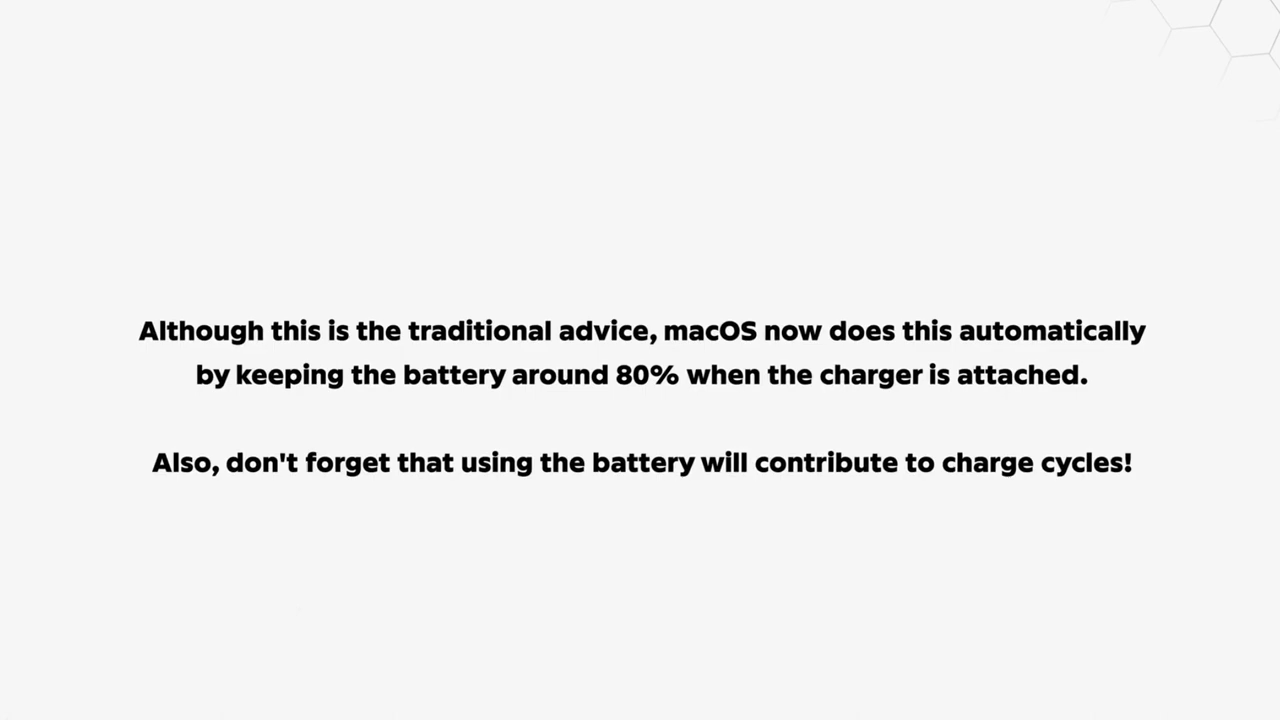 Although this is the traditional advice, macOS now does this automatically
by keeping the battery around 80% when the charger is attached.
Also, don't forget that using the battery will contribute to charge cycles!